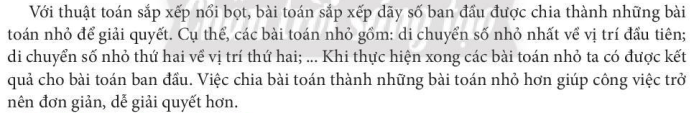 Với thuật toán sắp xếp nổi bọt, bài toán sắp xếp dãy số ban đầu được chia thành những bài
toán nhỏ để giải quyết. Cụ thể, các bài toán nhỏ gồm: di chuyển số nhỏ nhất về vị trí đầu tiên;
di chuyển số nhỏ thứ hai về vị trí thứ hai; ... Khi thực hiện xong các bài toán nhỏ ta có được kết
quả cho bài toán ban đầu. Việc chia bài toán thành những bài toán nhỏ hơn giúp công việc trở
nên đơn giản, dễ giải quyết hơn.